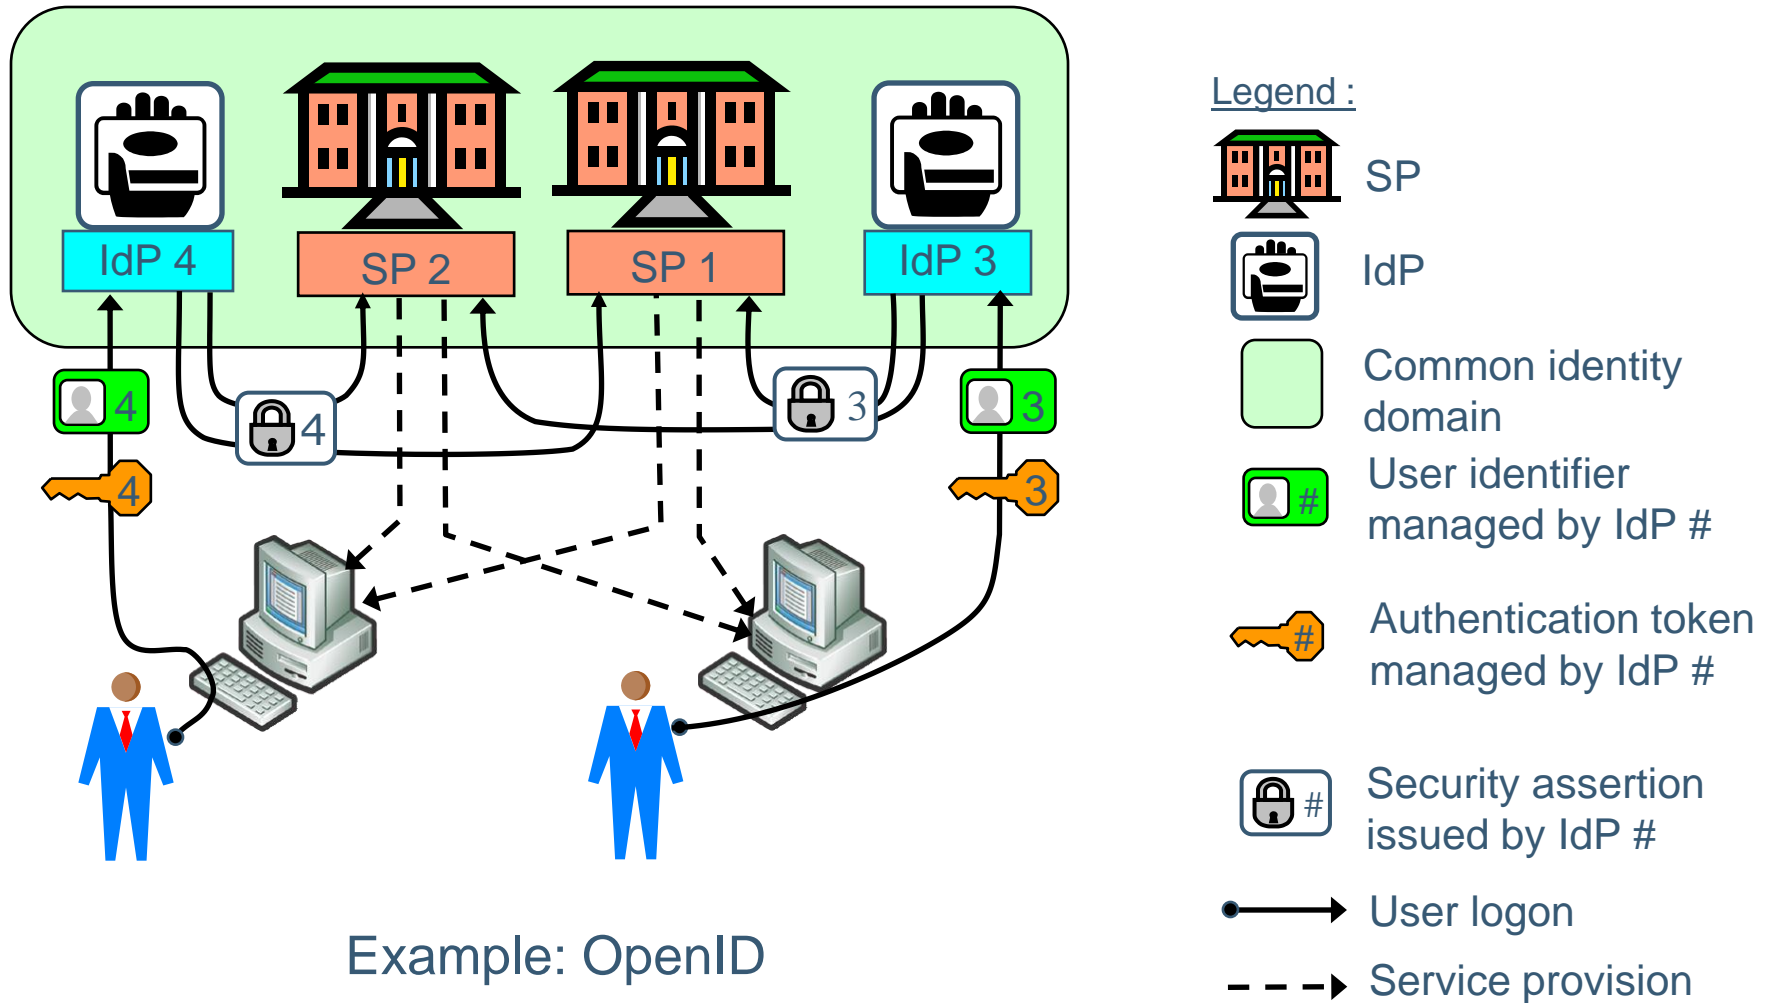 IdP 4
SP 2
SP 1
IdP 3
4
4
3
3
4
3
Example: OpenID
Legend :
SP
IdP
Common identity
domain
#
User identifier
managed by IdP #
#
Authentication token
managed by IdP #
#
Security assertion
issued by IdP #
User logon
Service provision